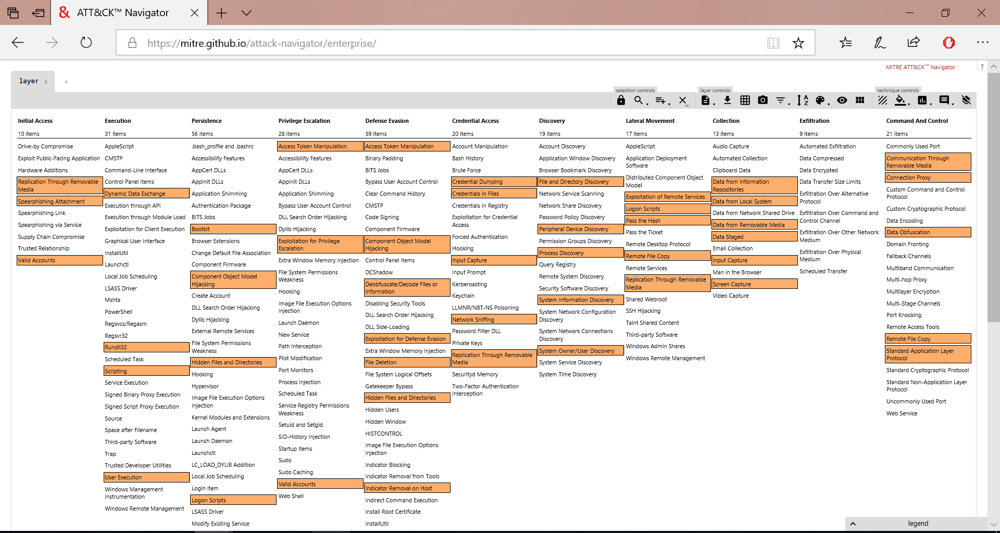 ATT&CK™ Navigator
https://mitre.github.io/attack-navigator/enterprise/
MITRE ATT&CK™ Navigator
?
layer x +
selection controls
layer controls
technique controls
Initial Access
10 items
Drive-by Compromise
Exploit Public-Facing Application
Hardware Additions
Replication Through Removable
Media
Spearphishing Attachment
Spearphishing Link
Spearphishing via Service
Supply Chain Compromise
Trusted Relationship
Valid Accounts
Execution
31 items
AppleScript
CMSTP
Command-Line Interface
Control Panel Items
Dynamic Data Exchange
Execution through API
Execution through Module Load
Exploitation for Client Execution
Graphical User Interface
InstallUtil
Launchctl
Local Job Scheduling
LSASS Driver
Mshta
PowerShell
Regsvcs/Regasm
Regsvr32
Rundll32
Scheduled Task
Scripting
Service Execution
Signed Binary Proxy Execution
Signed Script Proxy Execution
Source
Space after Filename
Third-party Software
Trap
Trusted Developer Utilities
User Execution
Windows Management
Instrumentation
Windows Remote Management
Persistence
56 items
.bash_profile and .bashrc
Accessibility Features
AppCert DLLs
AppInit DLLs
Application Shimming
Authentication Package
BITS Jobs
Bootkit
Browser Extensions
Change Default File Association
Component Firmware
Component Object Model
Hijacking
Create Account
DLL Search Order Hijacking
Dylib Hijacking
External Remote Services
File System Permissions
Weakness
Hidden Files and Directories
Hooking
Hypervisor
Image File Execution Options
Injection
Kernel Modules and Extensions
Launch Agent
Launch Daemon
Launchctl
LC_LOAD_DYLIB Addition
Local Job Scheduling
Login Item
Logon Scripts
LSASS Driver
Modify Existing Service
Privilege Escalation
28 items
Access Token Manipulation
Accessibility Features
AppCert DLLs
AppInit DLLs
Application Shimming
Bypass User Account Control
DLL Search Order Hijacking
Dylib Hijacking
Exploitation for Privilege
Escalation
Extra Window Memory Injection
File System Permissions
Weakness
Hooking
Image File Execution Options
Injection
Launch Daemon
New Service
Path Interception
Plist Modification
Port Monitors
Process Injection
Scheduled Task
Service Registry Permissions
Weakness
Setuid and Setgid
SID-History Injection
Startup Items
Sudo
Sudo Caching
Valid Accounts
Web Shell
Defense Evasion
59 items
Access Token Manipulation
Binary Padding
BITS Jobs
Bypass User Account Control
Clear Command History
CMSTP
Code Signing
Component Firmware
Component Object Model
Hijacking
Control Panel Items
DCShadow
Deobfuscate/Decode Files or
Information
Disabling Security Tools
DLL Search Order Hijacking
DLL Side-Loading
Exploitation for Defense Evasion
Extra Window Memory Injection
File Deletion
File System Logical Offsets
Gatekeeper Bypass
Hidden Files and Directories
Hidden Users
Hidden Window
HISTCONTROL
Image File Execution Options
Injection
Indicator Blocking
Indicator Removal from Tools
Indicator Removal on Host
Indirect Command Execution
Install Root Certificate
InstallUtil
Credential Access
20 items
Account Manipulation
Bash History
Brute Force
Credential Dumping
Credentials in Files
Credentials in Registry
Exploitation for Credential
Access
Forced Authentication
Hooking
Input Capture
Input Prompt
Kerberoasting
Keychain
LLMNR/NBT-NS Poisoning
Network Sniffing
Password Filter DLL
Private Keys
Replication Through Removable
Media
Securityd Memory
Two-Factor Authentication
Interception
Discovery
19 items
Account Discovery
Application Window Discovery
Browser Bookmark Discovery
File and Directory Discovery
Network Service Scanning
Network Share Discovery
Password Policy Discovery
Peripheral Device Discovery
Permission Groups Discovery
Process Discovery
Query Registry
Remote System Discovery
Security Software Discovery
System Information Discovery
System Network Configuration
Discovery
System Network Connections
Discovery
System Owner/User Discovery
System Service Discovery
System Time Discovery
Lateral Movement
17 items
AppleScript
Application Deployment
Software
Distributed Component Object
Model
Exploitation of Remote Services
Logon Scripts
Pass the Hash
Pass the Ticket
Remote Desktop Protocol
Remote File Copy
Remote Services
Replication Through Removable
Media
Shared Webroot
SSH Hijacking
Taint Shared Content
Third-party Software
Windows Admin Shares
Windows Remote Management
Collection
13 items
Audio Capture
Automated Collection
Clipboard Data
Data from Information
Repositories
Data from Local System
Data from Network Shared Drive
Data from Removable Media
Data Staged
Email Collection
Input Capture
Man in the Browser
Screen Capture
Video Capture
Exfiltration
9 items
Automated Exfiltration
Data Compressed
Data Encrypted
Data Transfer Size Limits
Exfiltration Over Alternative
Protocol
Exfiltration Over Command and
Control Channel
Exfiltration Over Other Network
Medium
Exfiltration Over Physical
Medium
Scheduled Transfer
Command And Control
21 items
Commonly Used Port
Communication Through
Removable Media
Connection Proxy
Custom Command and Control
Protocol
Custom Cryptographic Protocol
Data Encoding
Data Obfuscation
Domain Fronting
Fallback Channels
Multiband Communication
Multi-hop Proxy
Multilayer Encryption
Multi-Stage Channels
Port Knocking
Remote Access Tools
Remote File Copy
Standard Application Layer
Protocol
Standard Cryptographic Protocol
Standard Non-Application Layer
Protocol
Uncommonly Used Port
Web Service
legend